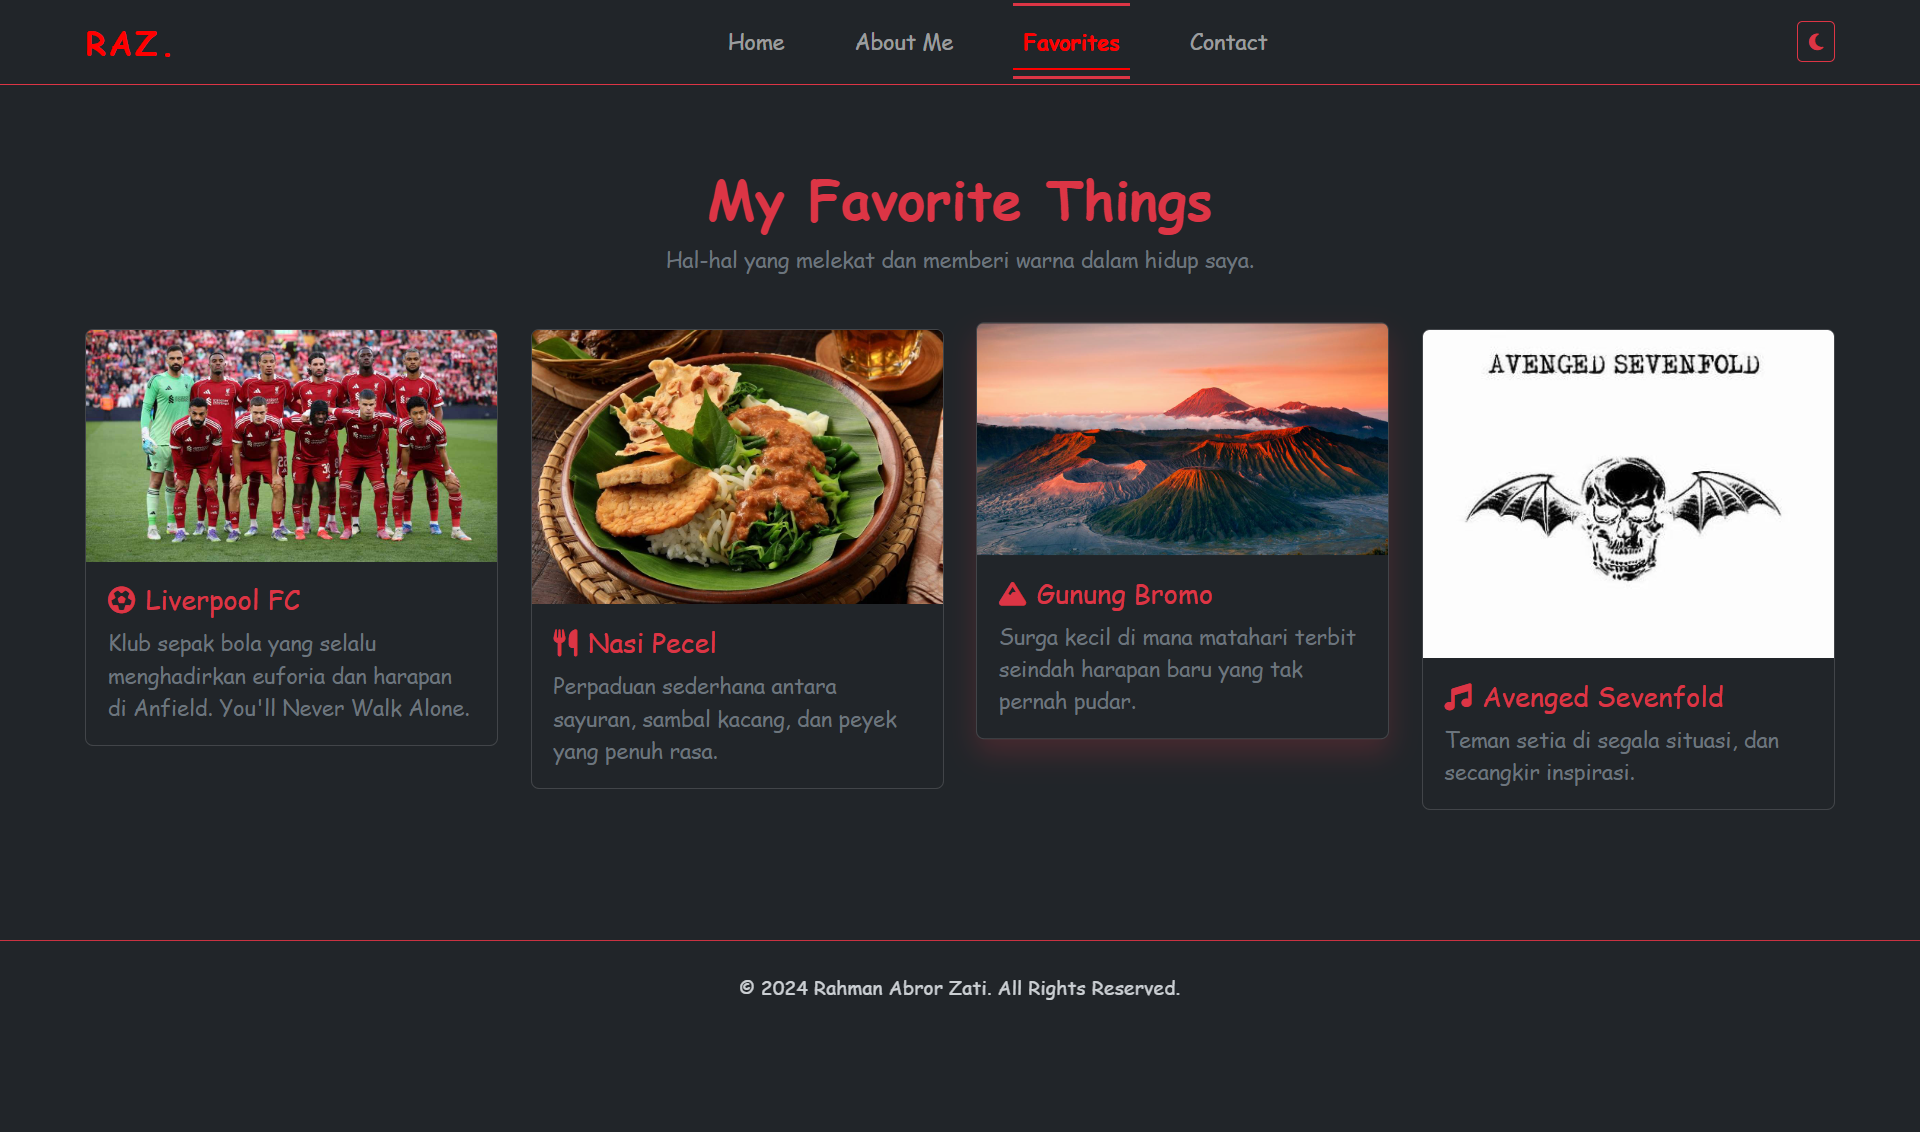 RAZ.
Home
About Me
Favorites
Contact
My Favorite Things
Hal-hal yang melekat dan memberi warna dalam hidup saya.
Liverpool FC
Klub sepak bola yang selalu
menghadirkan euforia dan harapan
di Anfield. You'll Never Walk Alone.
Nasi Pecel
Perpaduan sederhana antara
sayuran, sambal kacang, dan peyek
yang penuh rasa.
Gunung Bromo
Surga kecil di mana matahari terbit
seindah harapan baru yang tak
pernah pudar.
AVENGED SEVENFOLD
Avenged Sevenfold
Teman setia di segala situasi, dan
secangkir inspirasi.
© 2024 Rahman Abror Zati. All Rights Reserved.